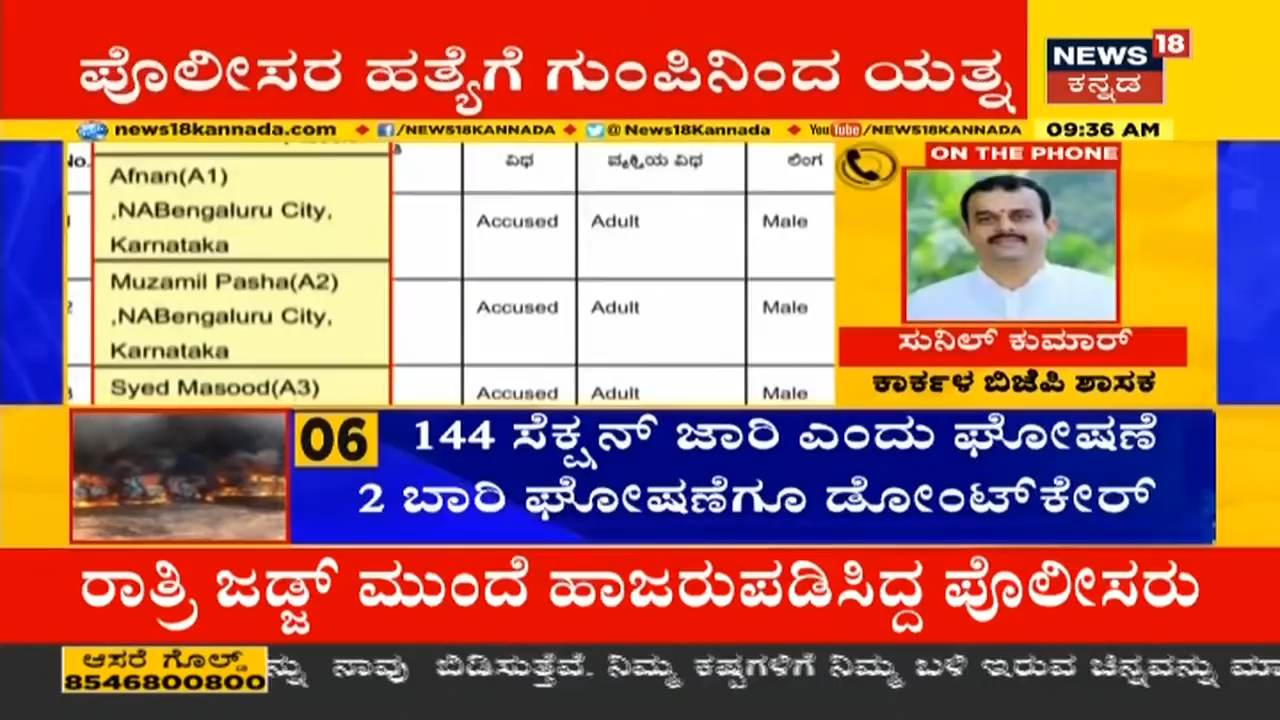 ಪೊಲೀಸರ ಹತ್ಯೆಗೆ ಗುಂಪಿನಿಂದ ಯತ್ನ
NEWS 18
ಕನ್ನಡ
news18kannada.com /NEWS18KANNADA @News18Kannada YouTube /NEWS18KANNADA 09:36 AM
ON THE PHONE
No. ವಿಧ ವ್ಯಕ್ತಿಯ ವಿಧ ಲಿಂಗ
Afnan(A1)
,NABengaluru City,
Karnataka
Accused Adult Male
Muzamil Pasha(A2)
,NABengaluru City,
Karnataka
Accused Adult Male
Syed Masood(A3)
Accused Adult Male
ಸುನಿಲ್ ಕುಮಾರ್
ಕಾರ್ಕಳ ಬಿಜೆಪಿ ಶಾಸಕ
06 144 ಸೆಕ್ಷನ್ ಜಾರಿ ಎಂದು ಘೋಷಣೆ
2 ಬಾರಿ ಘೋಷಣೆಗೂ ಡೋಂಟ್‌ಕೇರ್
ರಾತ್ರಿ ಜಡ್ಜ್ ಮುಂದೆ ಹಾಜರುಪಡಿಸಿದ್ದ ಪೊಲೀಸರು
ಆಸರೆ ಗೋಲ್ಡ್
8546800800
ನಾವು ಬಿಡಿಸುತ್ತೆವೆ. ನಿಮ್ಮ ಕಷ್ಟಗಳಿಗೆ ನಿಮ್ಮ ಬಳಿ ಇರುವ ಚಿನ್ನವನ್ನು